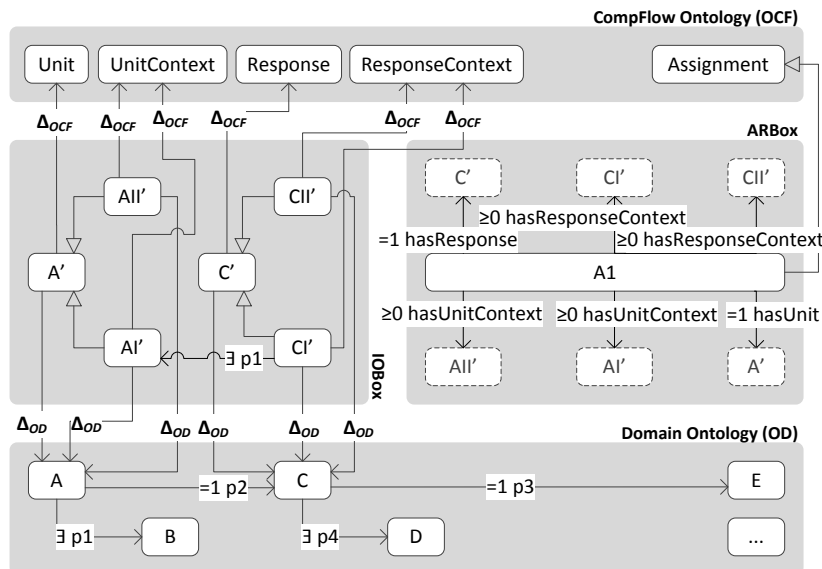 CompFlow Ontology (OCF)
Unit
UnitContext
Response
ResponseContext
Assignment
ΔOCF
ΔOCF
ΔOCF
ΔOCF
ΔOCF
ΔOCF
ARBox
AII’
CII’
C’
CI’
CII’
≥0 hasResponseContext
=1 hasResponse
≥0 hasResponseContext
A’
C’
A1
≥0 hasUnitContext
≥0 hasUnitContext
=1 hasUnit
AI’
∃ p1
CI’
IOBox
AII’
AI’
A’
ΔOD
ΔOD
ΔOD
ΔOD
ΔOD
ΔOD
Domain Ontology (OD)
A
=1 p2
C
=1 p3
E
∃ p1
B
∃ p4
D
...